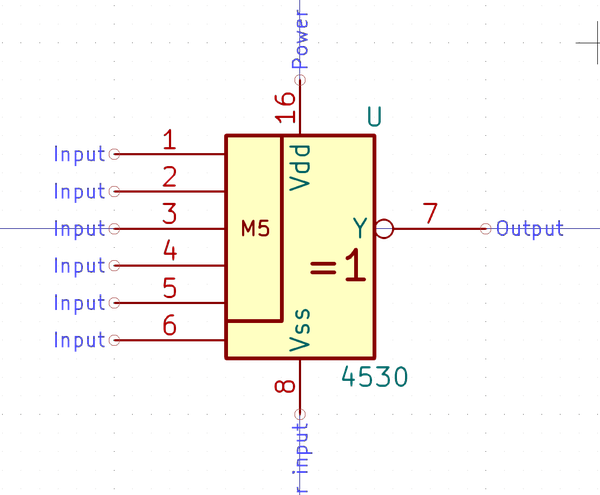 Power
16
U
Input 1
Input 2
Input 3
Input 4
Input 5
Input 6
Vdd
M5
Y
7 Output
=1
Vss
8
4530
r input